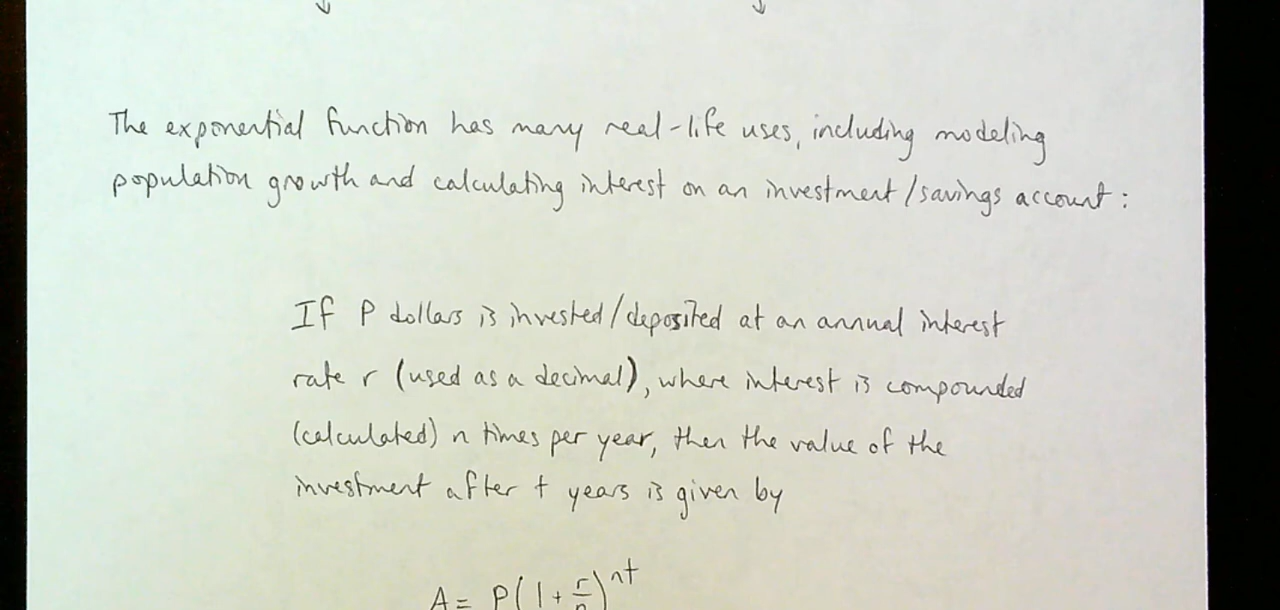 The exponential function has many real-life uses, including modeling
population growth and calculating interest on an investment/savings account:
If P dollars is invested/deposited at an annual interest
rate r (used as a decimal), where interest is compounded
(calculated) n times per year, then the value of the
investment after t years is given by
A = P(1 + r/n)^nt